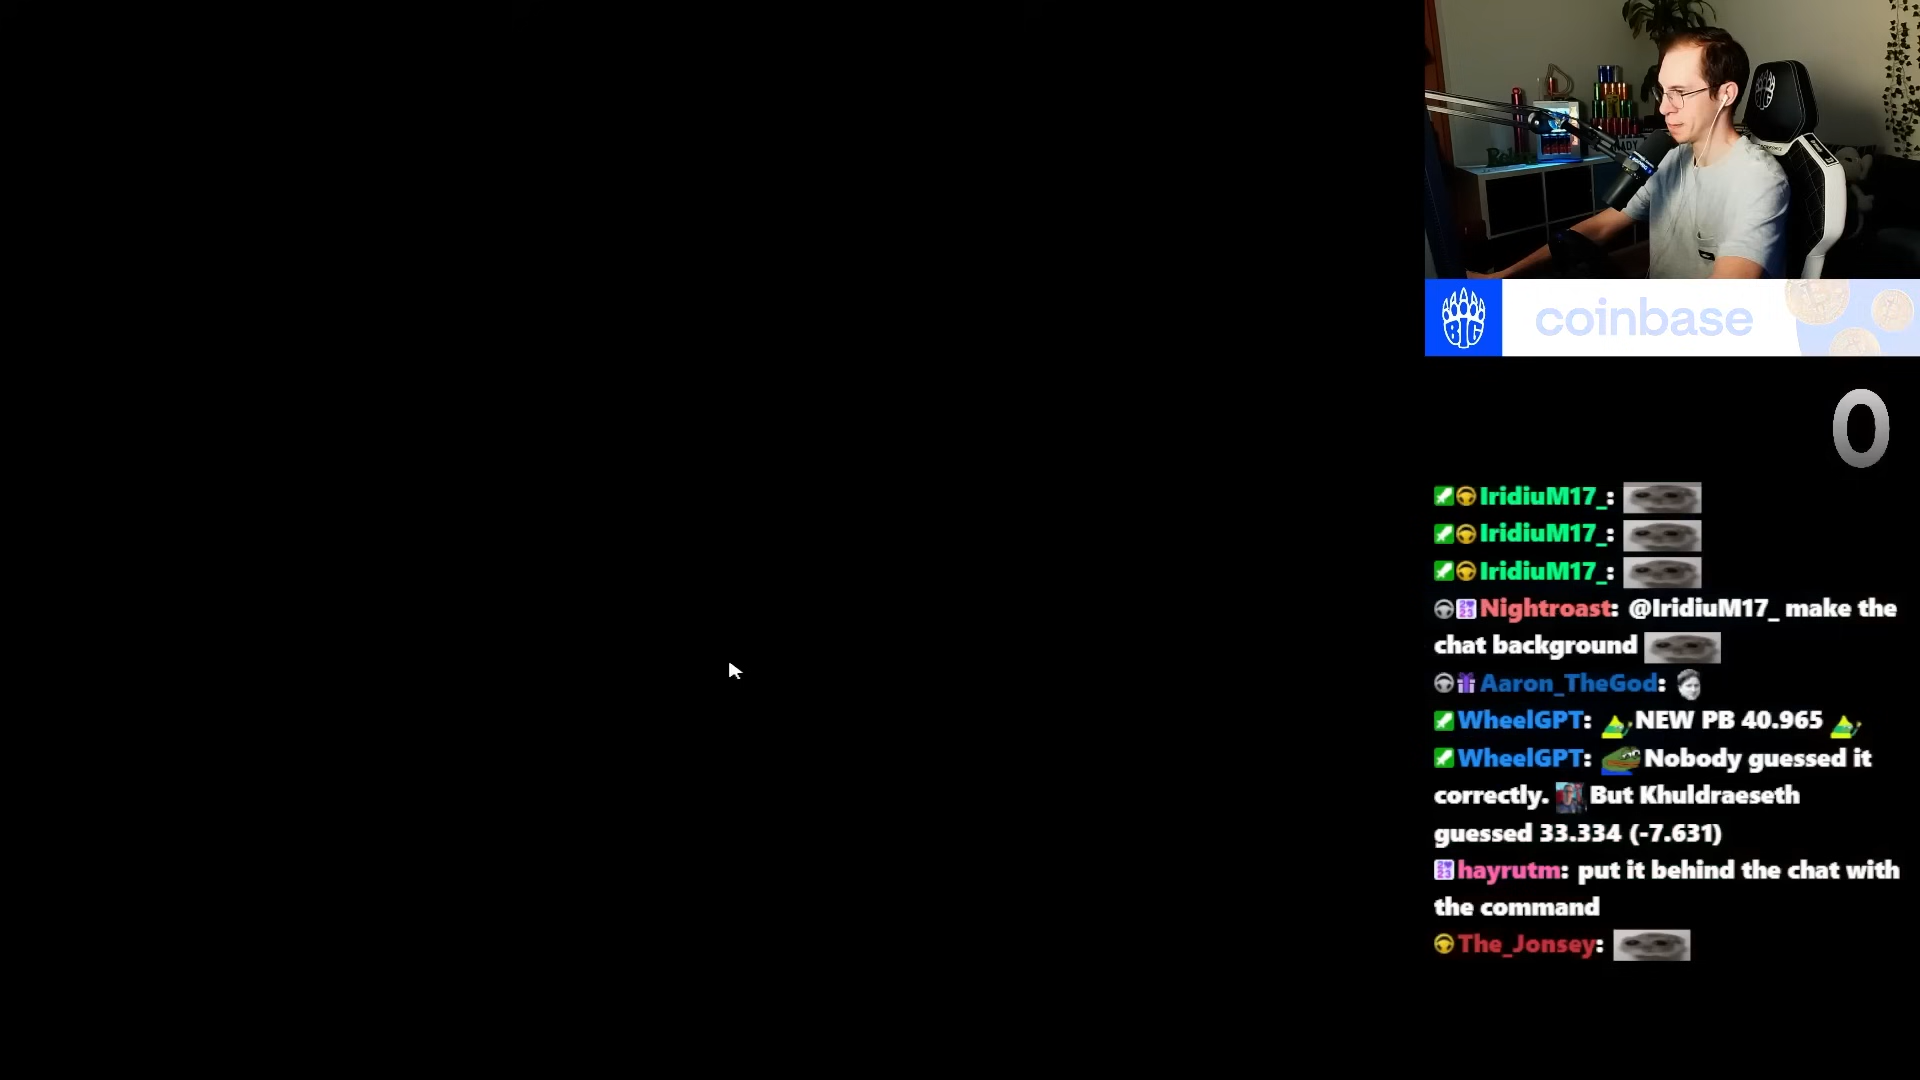 BIG
coinbase
0
IridiuM17_:
IridiuM17_:
IridiuM17_:
Nightroast: @IridiuM17_ make the
chat background
Aaron_TheGod:
WheelGPT: NEW PB 40.965
WheelGPT: Nobody guessed it
correctly. But Khuldraeseth
guessed 33.334 (-7.631)
hayrutm: put it behind the chat with
the command
The_Jonsey: